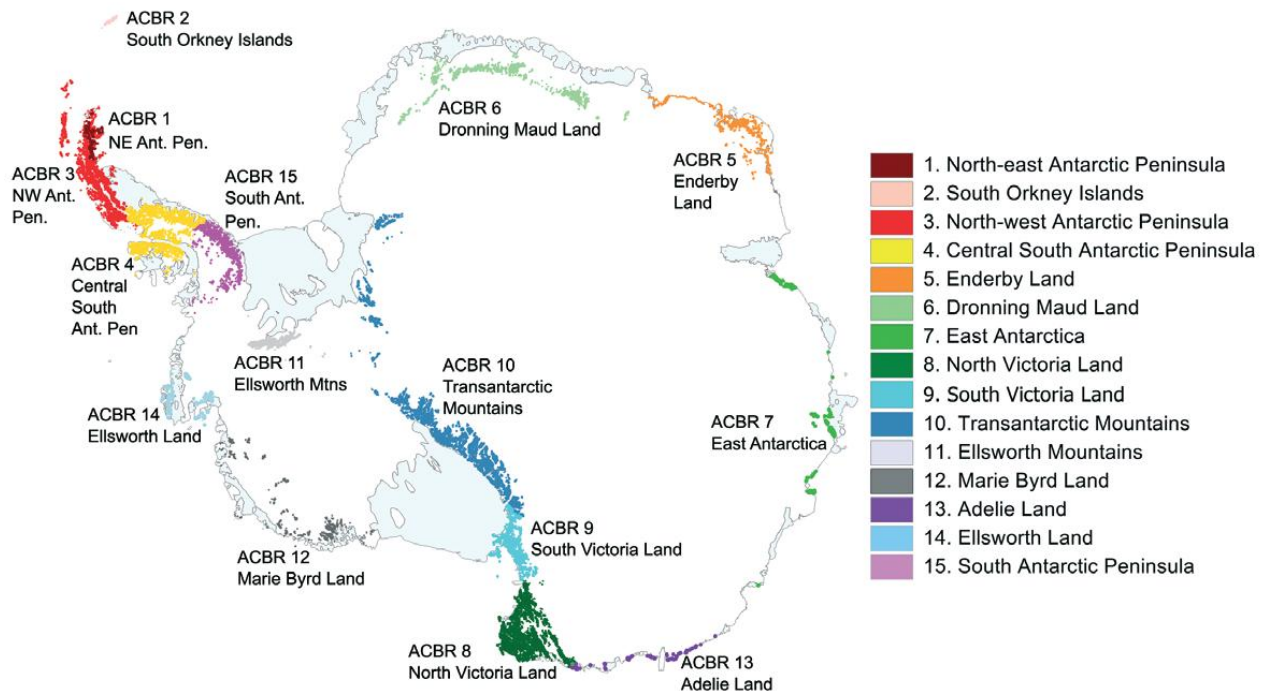 ACBR 2
South Orkney Islands
ACBR 1
NE Ant. Pen.
ACBR 3
NW Ant.
Pen.
ACBR 15
South Ant.
Pen.
ACBR 4
Central
South
Ant. Pen
ACBR 6
Dronning Maud Land
ACBR 5
Enderby
Land
ACBR 11
Ellsworth Mtns
ACBR 10
Transantarctic
Mountains
ACBR 14
Ellsworth Land
ACBR 7
East Antarctica
ACBR 12
Marie Byrd Land
ACBR 9
South Victoria Land
ACBR 8
North Victoria Land
ACBR 13
Adelie Land
1. North-east Antarctic Peninsula
2. South Orkney Islands
3. North-west Antarctic Peninsula
4. Central South Antarctic Peninsula
5. Enderby Land
6. Dronning Maud Land
7. East Antarctica
8. North Victoria Land
9. South Victoria Land
10. Transantarctic Mountains
11. Ellsworth Mountains
12. Marie Byrd Land
13. Adelie Land
14. Ellsworth Land
15. South Antarctic Peninsula